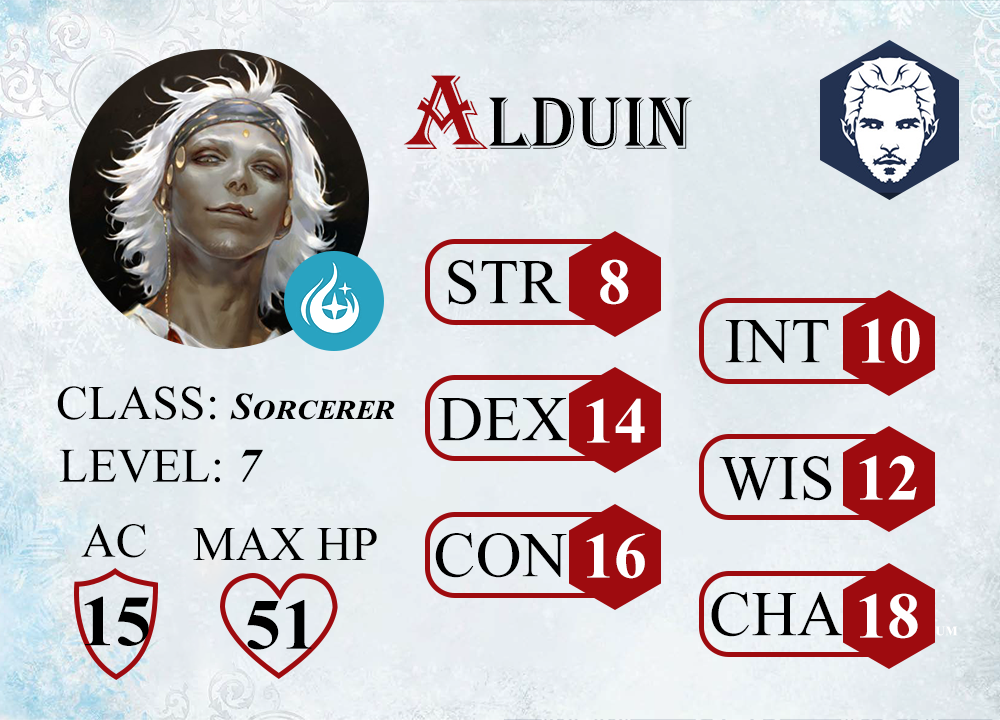 ALDUIN
CLASS: SORCERER
LEVEL: 7
AC
15
MAX HP
51
STR 8
DEX 14
CON 16
INT 10
WIS 12
CHA 18